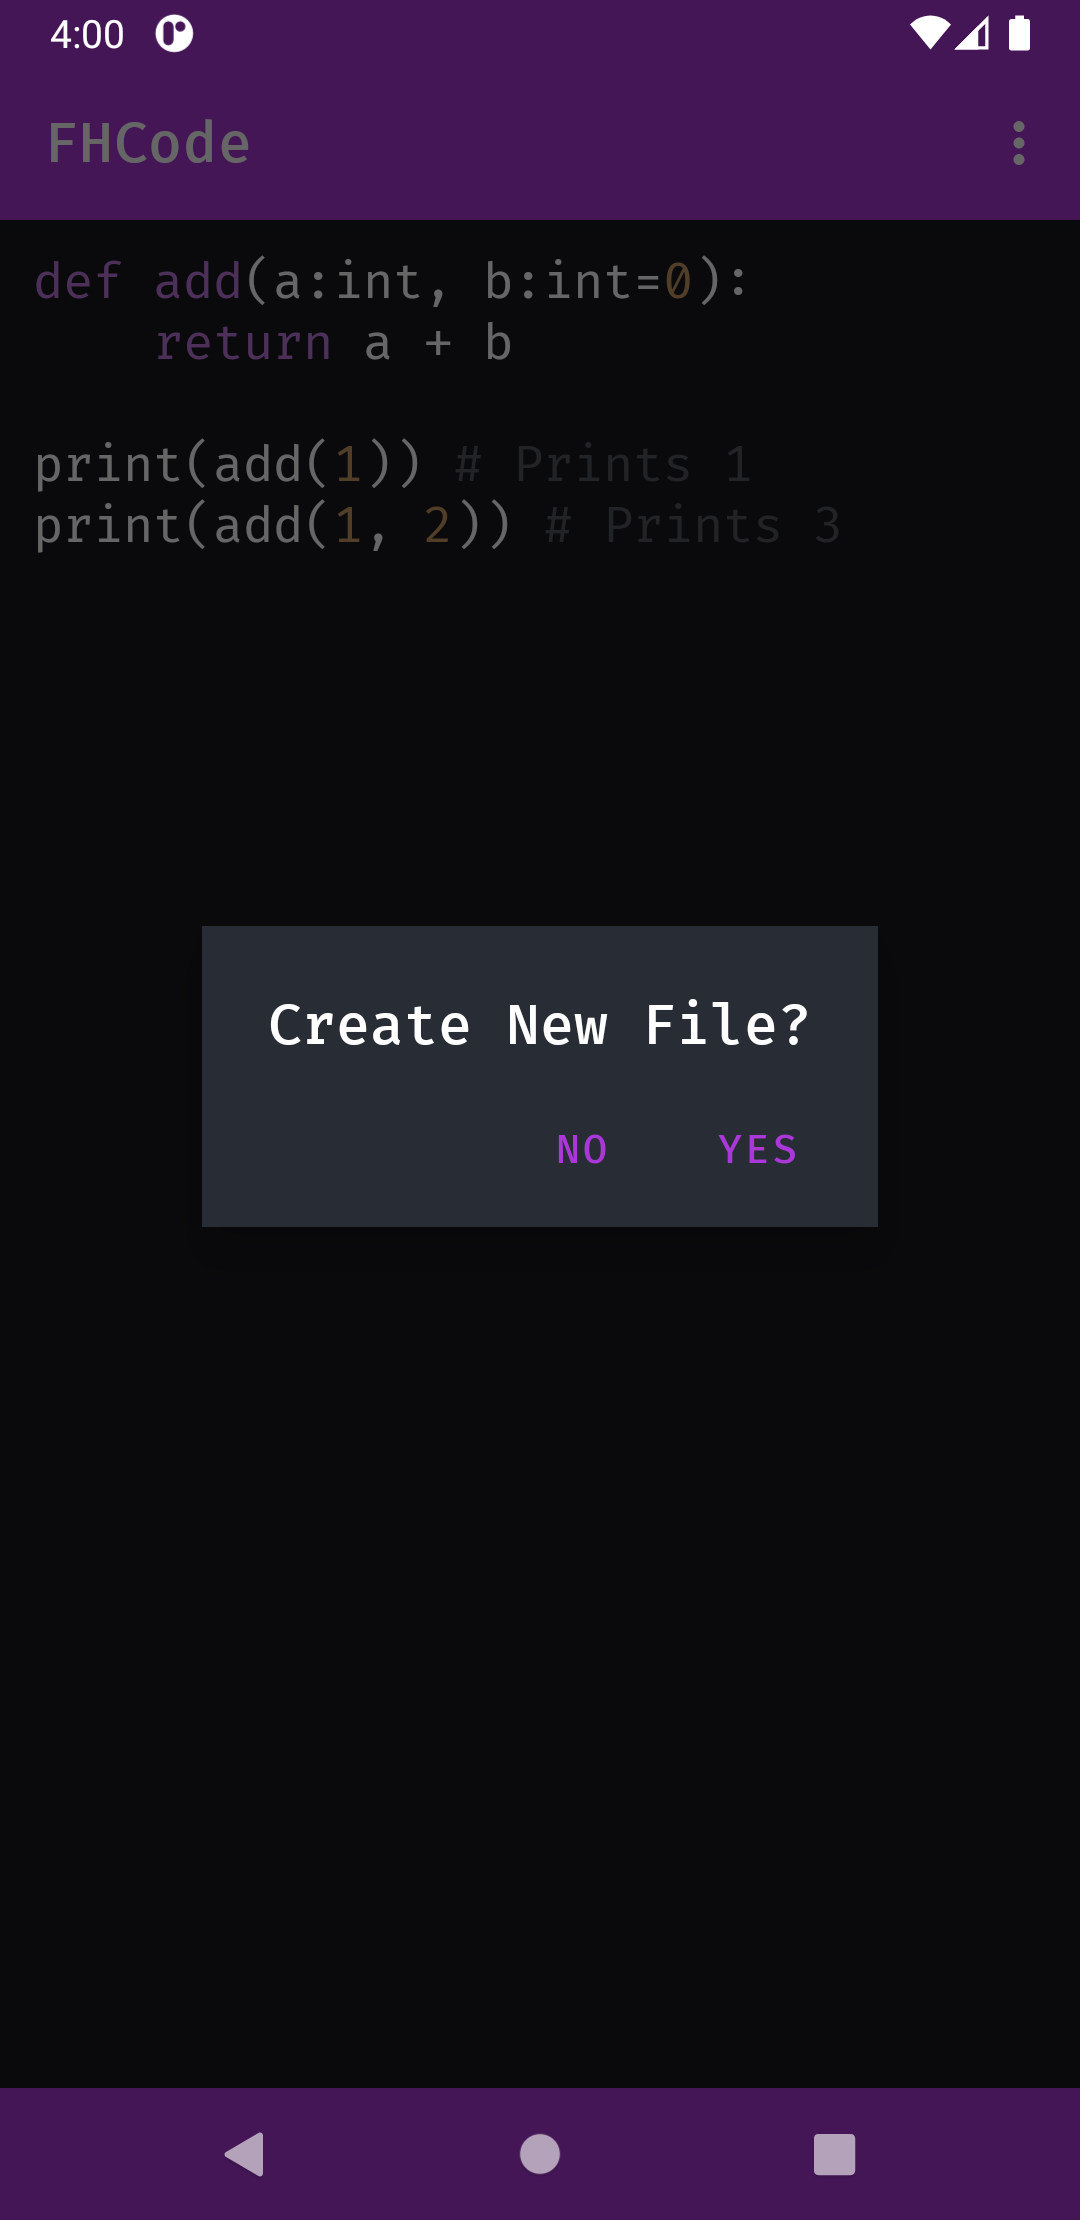 4:00
FHCode
def add(a:int, b:int=0):
    return a + b
print(add(1)) # Prints 1
print(add(1, 2)) # Prints 3
Create New File?
NO YES